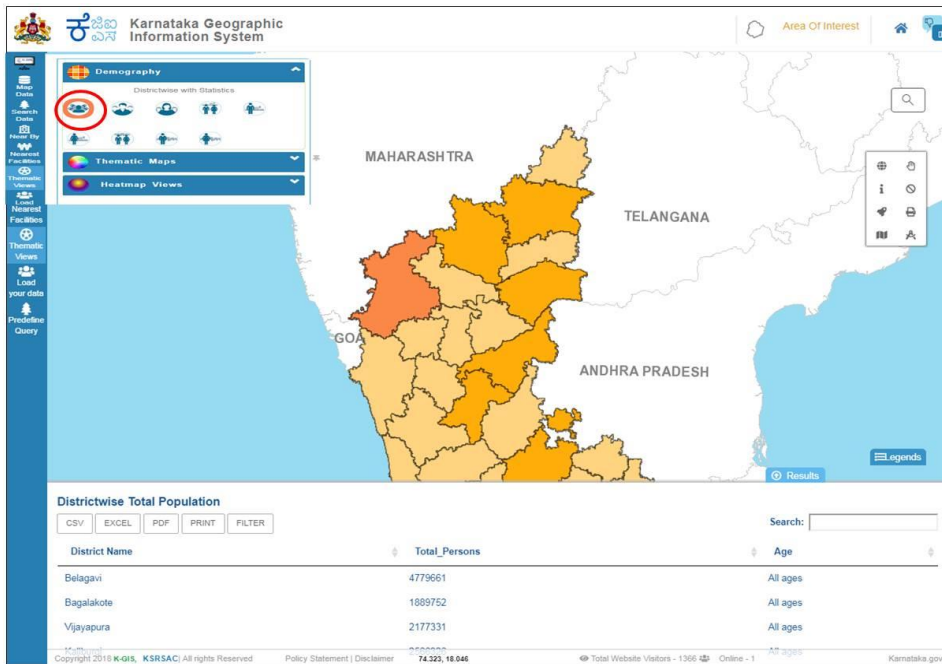 ಕ ಜಿಐಎಸ್
Karnataka Geographic
Information System
Area Of Interest
Map
Data
Search
Data
Near By
Nearest
Facilities
Thematic
Views
Load
Nearest
Facilities
Thematic
Views
Load
your data
Predefine
Query
Demography
Districtwise with Statistics
Thematic Maps
Heatmap Views
MAHARASHTRA
TELANGANA
GOA
ANDHRA PRADESH
Legends
Results
Districtwise Total Population
CSV EXCEL PDF PRINT FILTER
Search:
District Name Total_Persons Age
Belagavi 4779661 All ages
Bagalakote 1889752 All ages
Vijayapura 2177331 All ages
All ages
Copyright 2018 K-GIS, KSRSAC| All rights Reserved Policy Statement | Disclaimer 74.323, 18.046 Total Website Visitors - 1366 Online - 1 Karnataka.gov